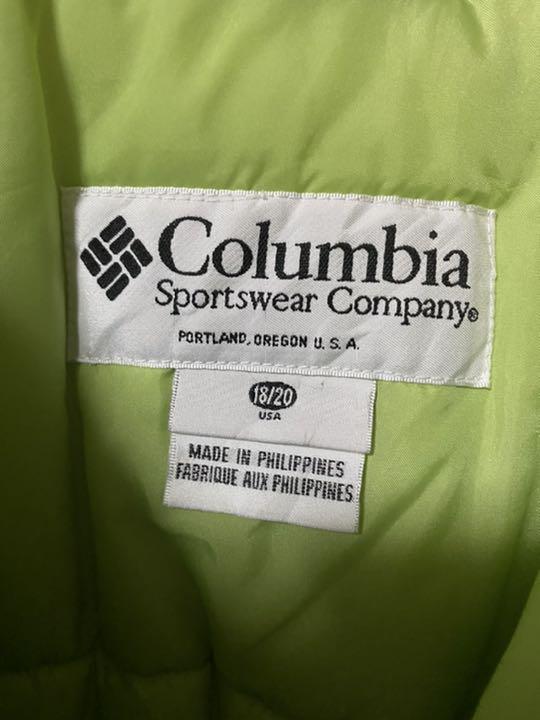 Columbia
Sportswear Company®
PORTLAND, OREGON U.S.A.
18/20
USA
MADE IN PHILIPPINES
FABRIQUE AUX PHILIPPINES